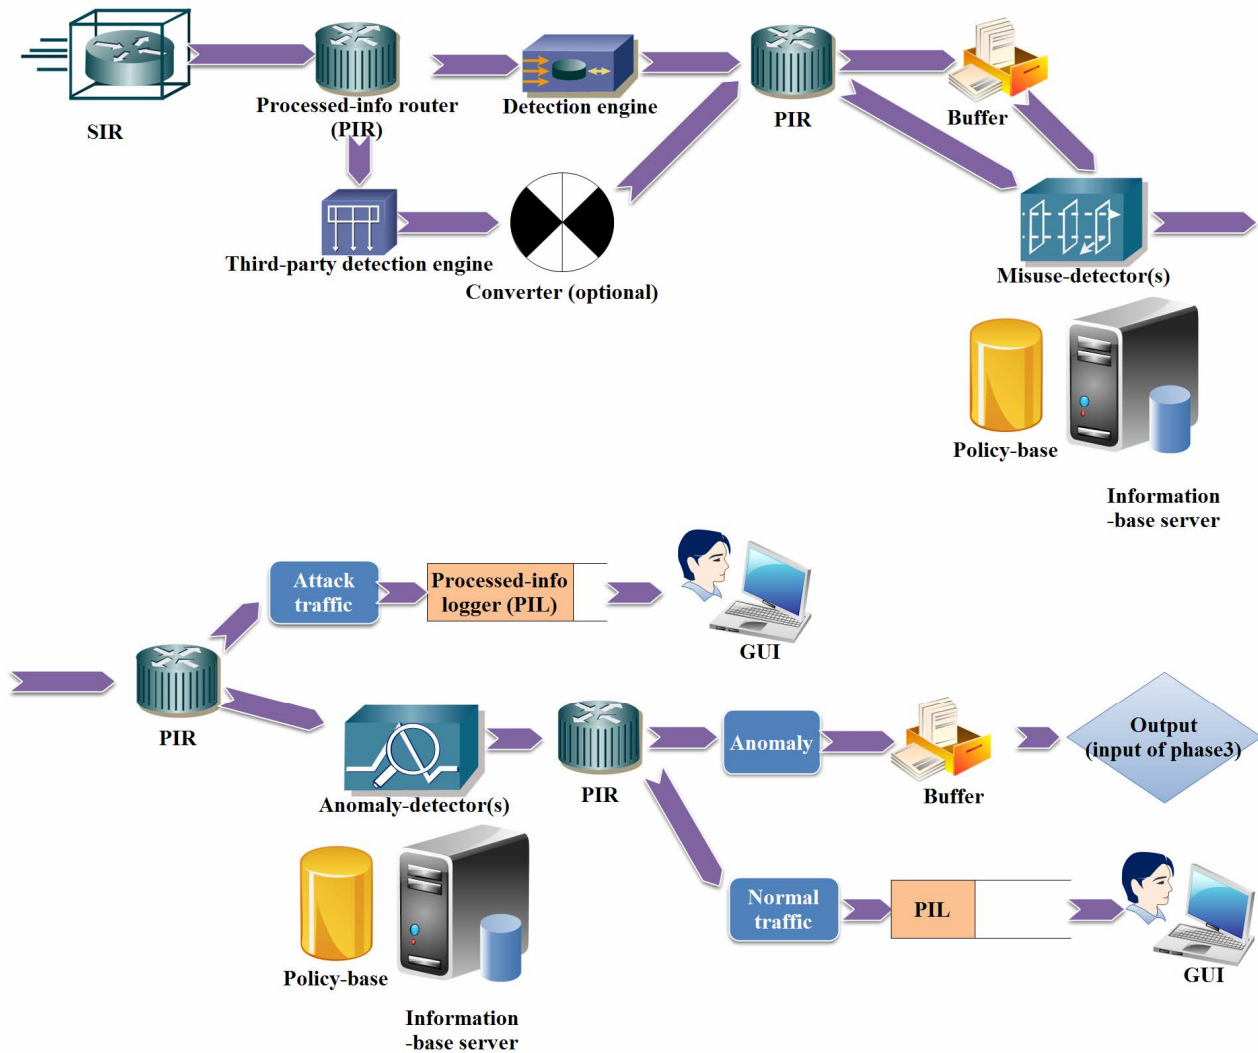 SIR
Processed-info router
(PIR)
Detection engine
PIR
Buffer
Third-party detection engine
Converter (optional)
Misuse-detector(s)
Policy-base
Information
-base server
Attack
traffic
Processed-info
logger (PIL)
GUI
PIR
Anomaly-detector(s)
PIR
Anomaly
Buffer
Output
(input of phase3)
Policy-base
Information
-base server
Normal
traffic
PIL
GUI